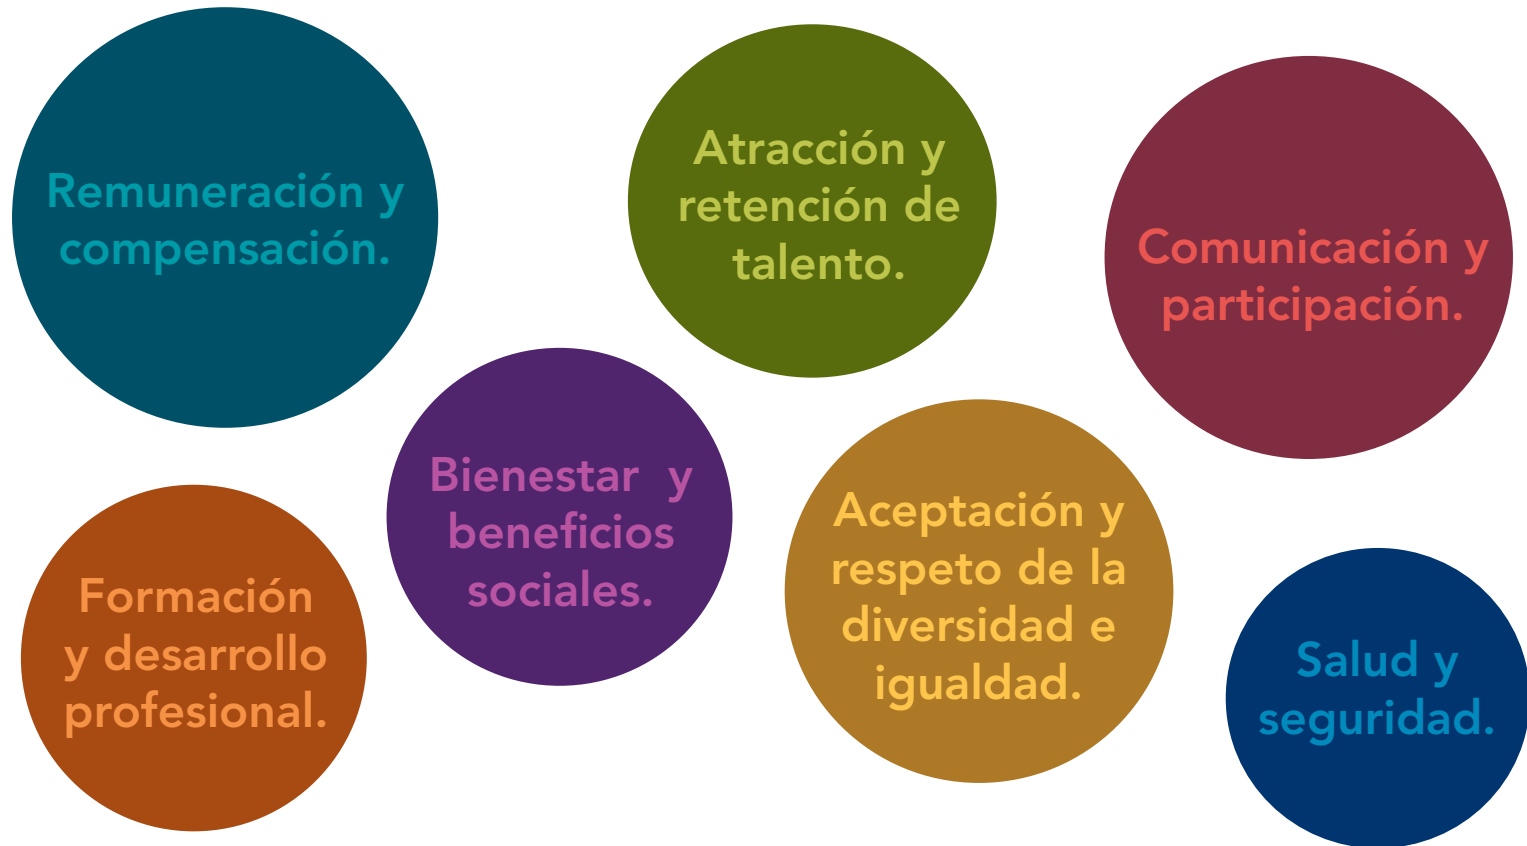 Remuneración y
compensación.
Atracción y
retención de
talento.
Comunicación y
participación.
Bienestar  y
beneficios
sociales.
Aceptación y
respeto de la
diversidad e
igualdad.
Formación
y desarrollo
profesional.
Salud y
seguridad.